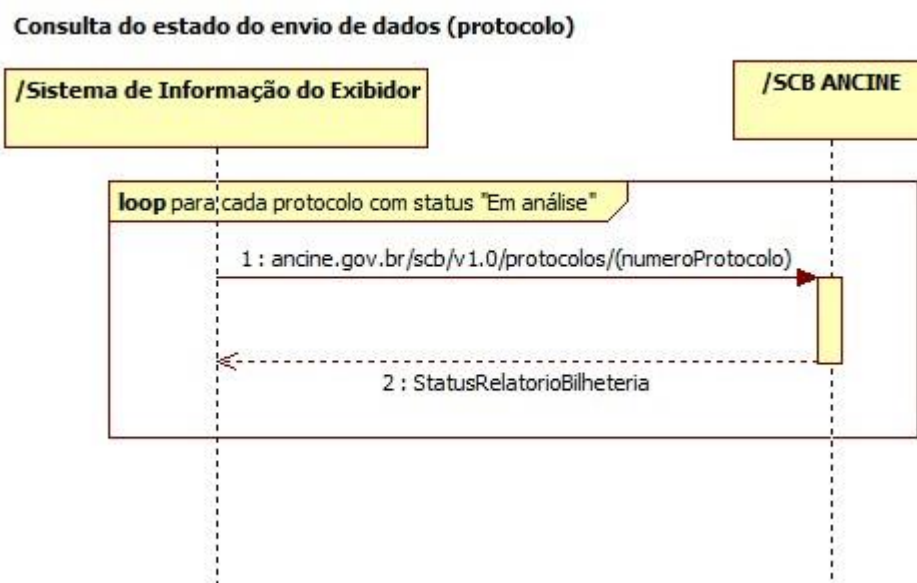 Consulta do estado do envio de dados (protocolo)
/Sistema de Informação do Exibidor
/SCB ANCINE
loop para cada protocolo com status "Em análise"
1 : ancine.gov.br/scb/v1.0/protocolos/(numeroProtocolo)
2 : StatusRelatorioBilheteria